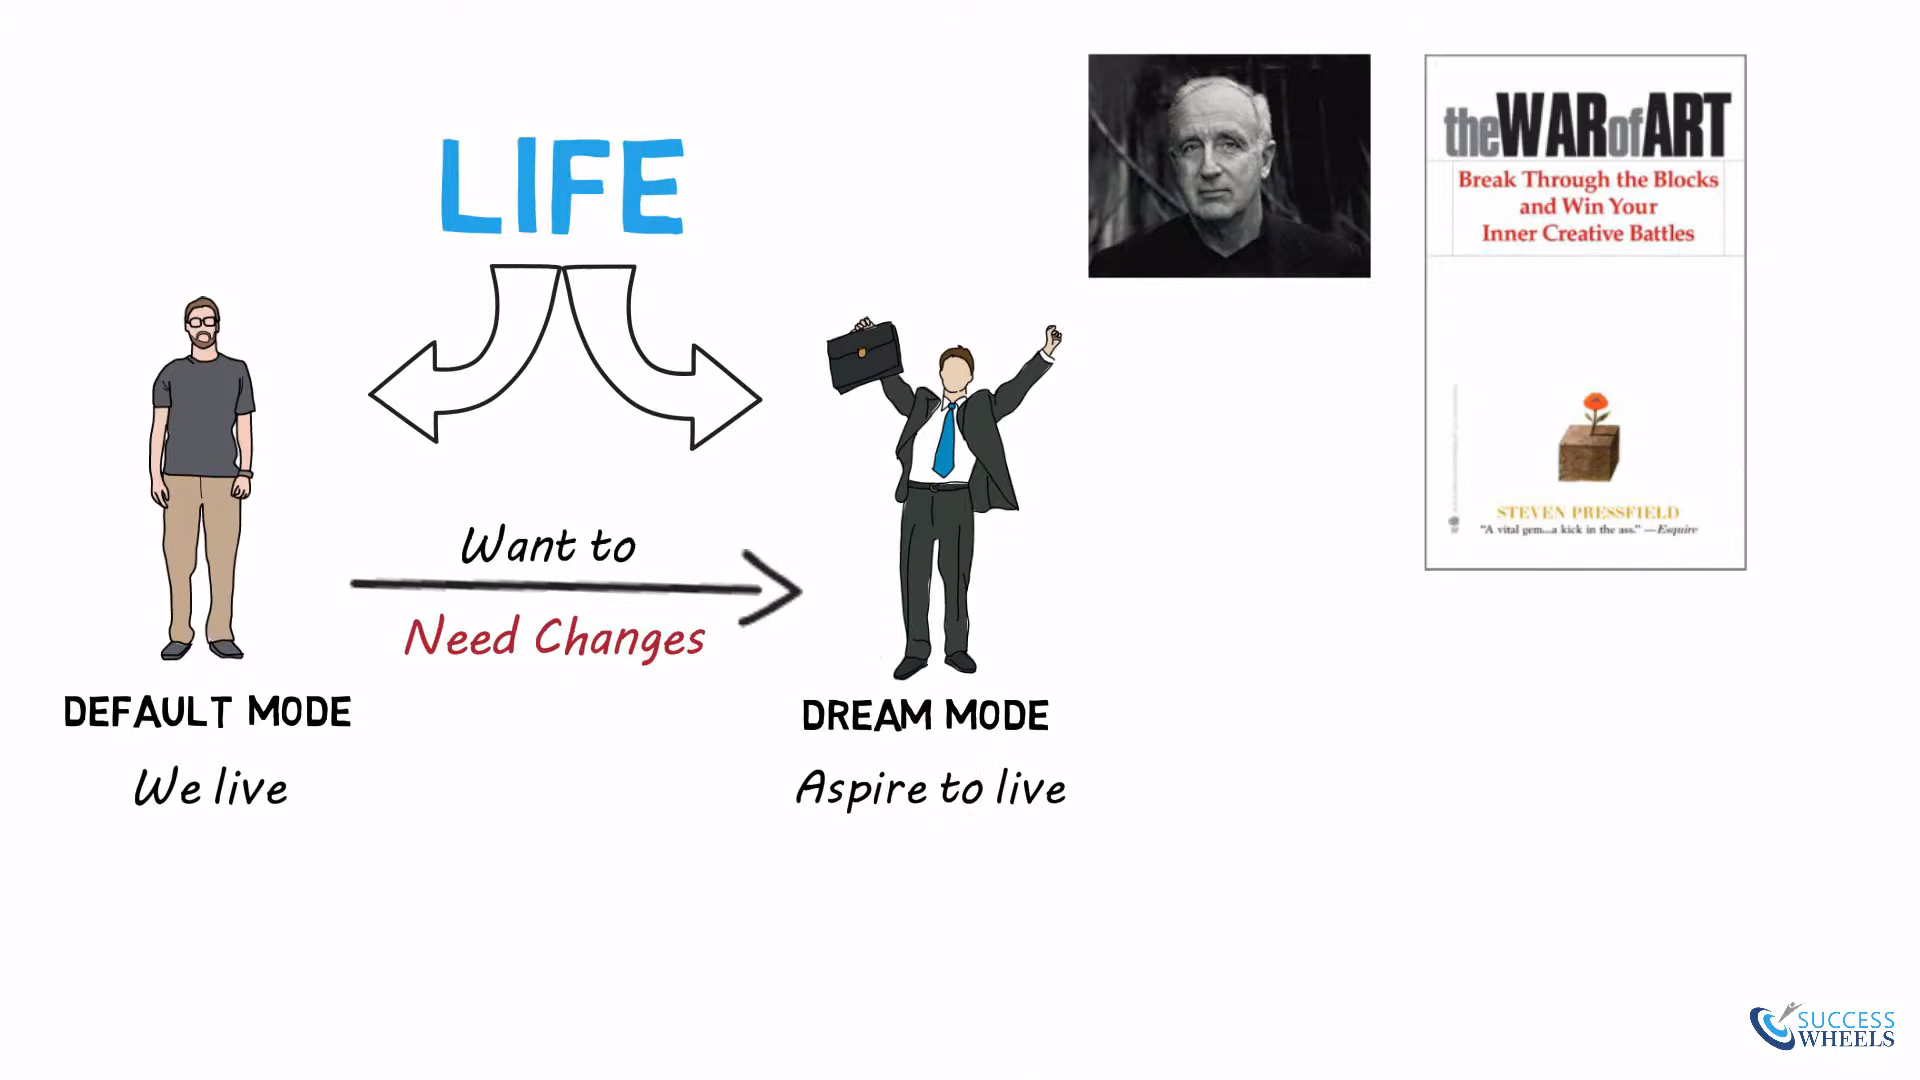 LIFE
Want to
Need Changes
DEFAULT MODE
We live
DREAM MODE
Aspire to live
theWARofART
Break Through the Blocks
and Win Your
Inner Creative Battles
STEVEN PRESSFIELD
"A vital gem...a kick in the ass." —Esquire
SUCCESS
WHEELS